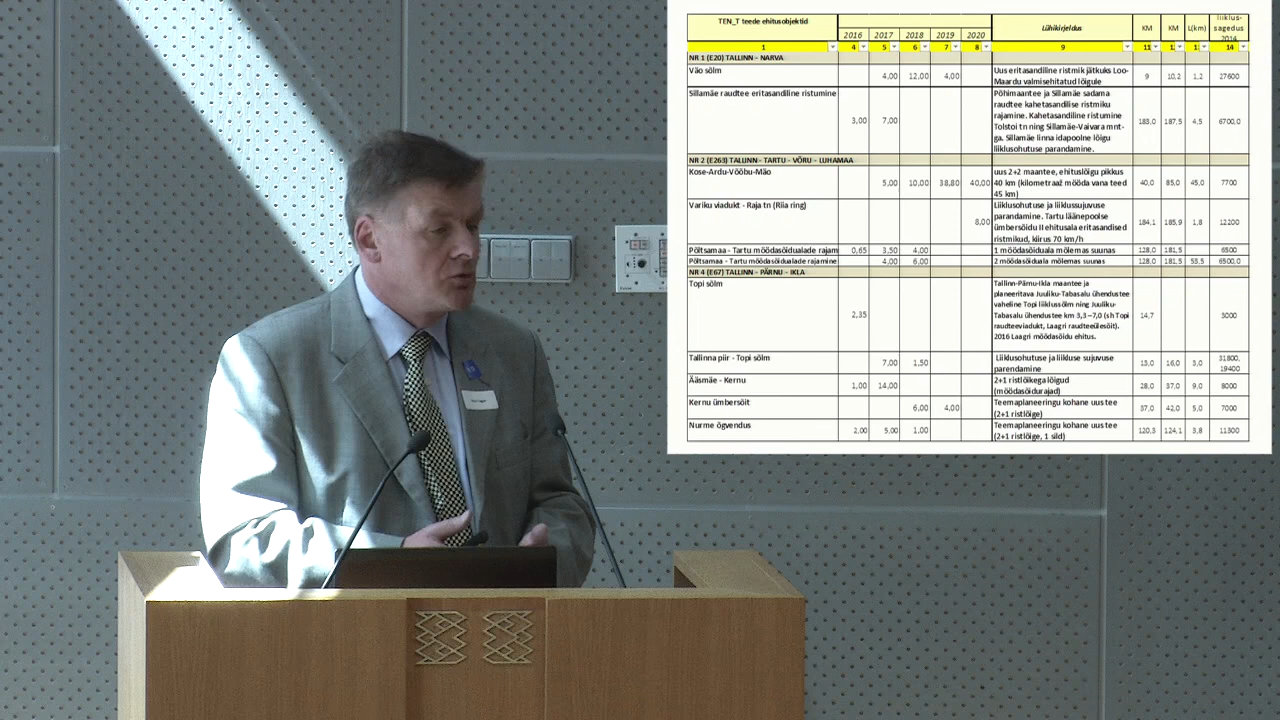 TEN_T teede ehitusobjektid
2016 2017 2018 2019 2020 Lühikirjeldus KM KM L(km) liiklus-
sagedus
2014
1 4 5 6 7 8 9 11 14
NR 1 (E20) TALLINN - NARVA
Väo sõlm 4,00 12,00 4,00 Uus eritasandiline ristmik jätkuks Loo-
Maardu valmisehitatud lõigule 9 10,2 1,2 27600
Sillamäe raudtee eritasandiline ristumine 3,00 7,00 Põhimaantee ja Sillamäe sadama
raudtee kahetasandilise ristmiku
rajamine. Kahetasandiline ristumine
Tolstoi tn ning Sillamäe-Vaivara mnt-
ga. Sillamäe linna idapoolne lõigu
liiklusohutuse parandamine. 183,0 187,5 4,5 6700,0
NR 2 (E263) TALLINN - TARTU - VÕRU - LUHAMAA
Kose-Ardu-Võõbu-Mäo 5,00 10,00 38,80 40,00 uus 2+2 maantee, ehituslõigu pikkus
40 km (kilometraaž mööda vana teed
45 km) 40,0 85,0 45,0 7700
Variku viadukt - Raja tn (Riia ring) 8,00 Liiklusohutuse ja liiklussujuvuse
parandamine. Tartu läänepoolse
ümbersõidu II ehitusala eritasandised
ristmikud, kiirus 70 km/h 184,1 185,9 1,8 12200
Põltsamaa - Tartu möödasõidualade rajam 0,65 3,50 4,00 1 möödasõiduala mõlemas suunas 128,0 181,5 6500
Põltsamaa - Tartu möödasõidualade rajamine 4,00 6,00 2 möödasõiduala mõlemas suunas 128,0 181,5 53,5 6500,0
NR 4 (E67) TALLINN - PÄRNU - IKLA
Topi sõlm 2,35 Tallinn-Pärnu-Ikla maantee ja
planeeritava Juuliku-Tabasalu ühendustee
vaheline Topi liiklussõlm ning Juuliku-
Tabasalu ühendustee km 3,3–7,0 (sh Topi
raudteeviadukt, Laagri raudteeülesõit).
2016 Laagri möödasõidu ehitus. 14,7 3000
Tallinna piir - Topi sõlm 7,00 1,50 Liiklusohutuse ja liikluse sujuvuse
parendamine 13,0 16,0 3,0 31800,
19400
Ääsmäe - Kernu 1,00 14,00 2+1 ristlõikega lõigud
(möödasõidurajad) 28,0 37,0 9,0 8000
Kernu ümbersõit 6,00 4,00 Teemaplaneeringu kohane uus tee
(2+1 ristlõige) 37,0 42,0 5,0 7000
Nurme õgvendus 2,00 5,00 1,00 Teemaplaneeringu kohane uus tee
(2+1 ristlõige, 1 sild) 120,3 124,1 3,8 11300